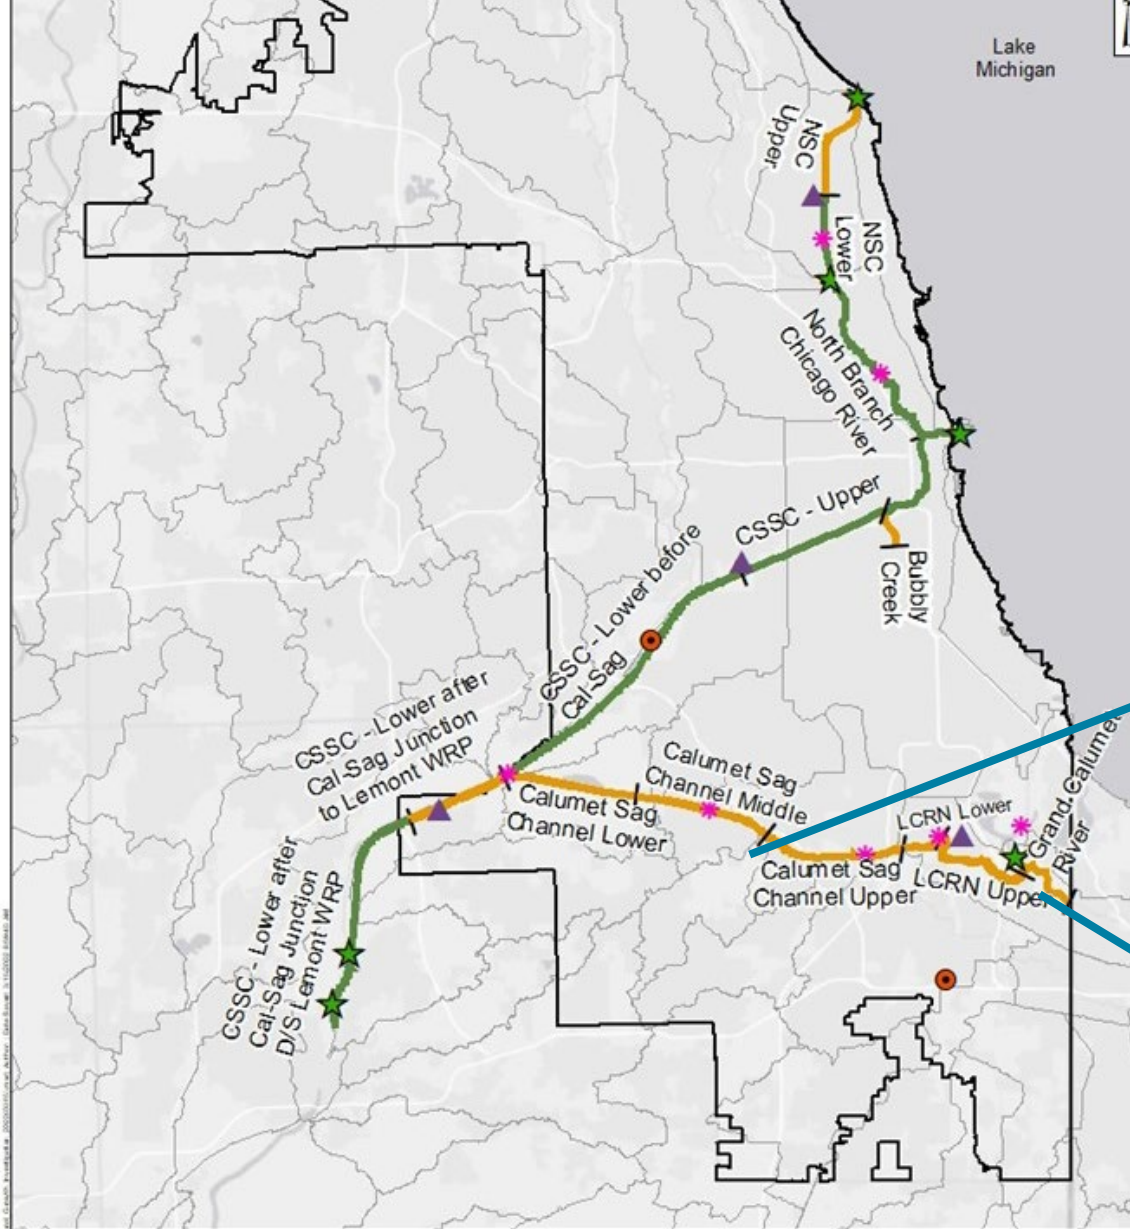 Lake
Michigan
NSC
Upper
NSC
Lower
North Branch
Chicago River
CSSC - Upper
Bubbly
Creek
CSSC - Lower before
Cal-Sag
CSSC - Lower after
Cal-Sag Junction
to Lemont WRP
Calumet Sag
Channel Middle
Calumet Sag
Channel Lower
LCRN Lower
Grand Calumet
River
Calumet Sag
Channel Upper
LCRN Upper
CSSC - Lower after
Cal-Sag Junction
D/S Lemont WRP